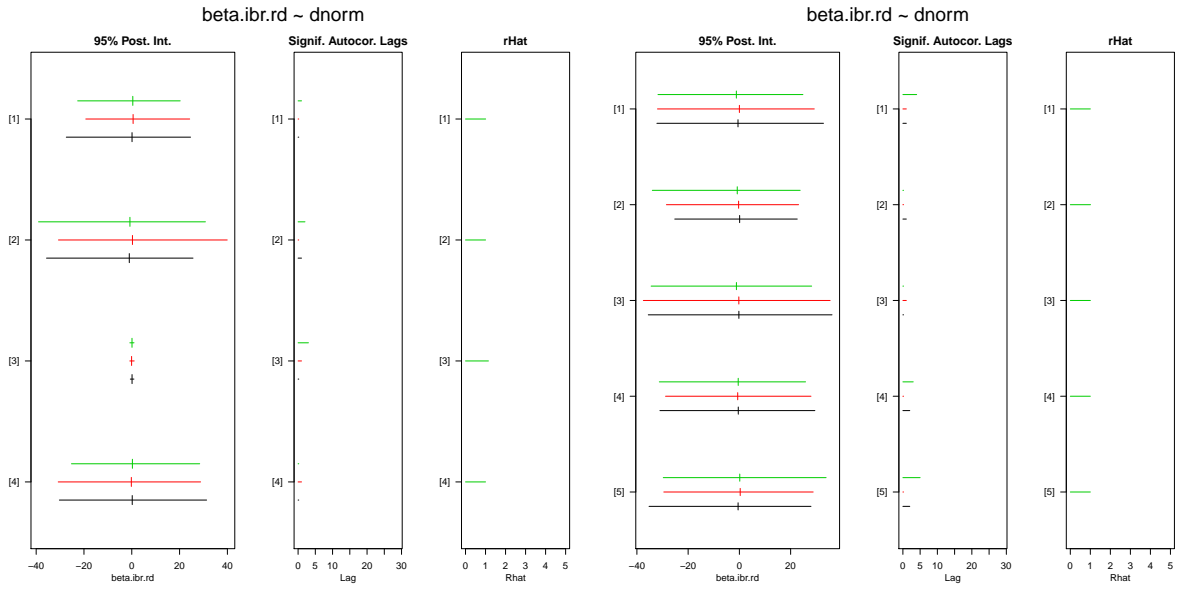 beta.ibr.rd ~ dnorm
95% Post. Int.
Signif. Autocor. Lags
rHat
[1]
[2]
[3]
[4]
−40 −20 0 20 40
beta.ibr.rd
[1]
[2]
[3]
[4]
0 5 10 15 20 30
Lag
[1]
[2]
[3]
[4]
0 1 2 3 4 5
Rhat
beta.ibr.rd ~ dnorm
95% Post. Int.
Signif. Autocor. Lags
rHat
[1]
[2]
[3]
[4]
[5]
−40 −20 0 20
beta.ibr.rd
[1]
[2]
[3]
[4]
[5]
0 5 10 15 20 30
Lag
[1]
[2]
[3]
[4]
[5]
0 1 2 3 4 5
Rhat